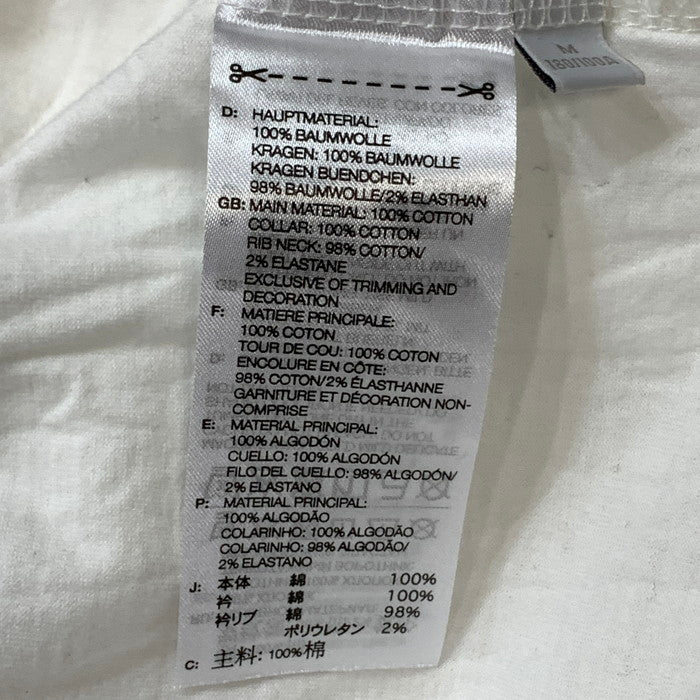 M
180/100A
D: HAUPTMATERIAL:
100% BAUMWOLLE
KRAGEN: 100% BAUMWOLLE
KRAGEN BUENDCHEN:
98% BAUMWOLLE/2% ELASTHAN
GB: MAIN MATERIAL: 100% COTTON
COLLAR: 100% COTTON
RIB NECK: 98% COTTON/
2% ELASTANE
EXCLUSIVE OF TRIMMING AND
DECORATION
F: MATIERE PRINCIPALE:
100% COTON
TOUR DE COU: 100% COTON
ENCOLURE EN CÔTE:
98% COTON/2% ÉLASTHANNE
GARNITURE ET DÉCORATION NON-
COMPRISE
E: MATERIAL PRINCIPAL:
100% ALGODÓN
CUELLO: 100% ALGODÓN
FILO DEL CUELLO: 98% ALGODÓN/
2% ELASTANO
P: MATERIAL PRINCIPAL:
100% ALGODÃO
COLARINHO: 100% ALGODÃO
COLARINHO: 98% ALGODÃO/
2% ELASTANO
J: 本体 綿 100%
衿 綿 100%
衿リブ 綿 98%
ポリウレタン 2%
C: 主料: 100% 棉